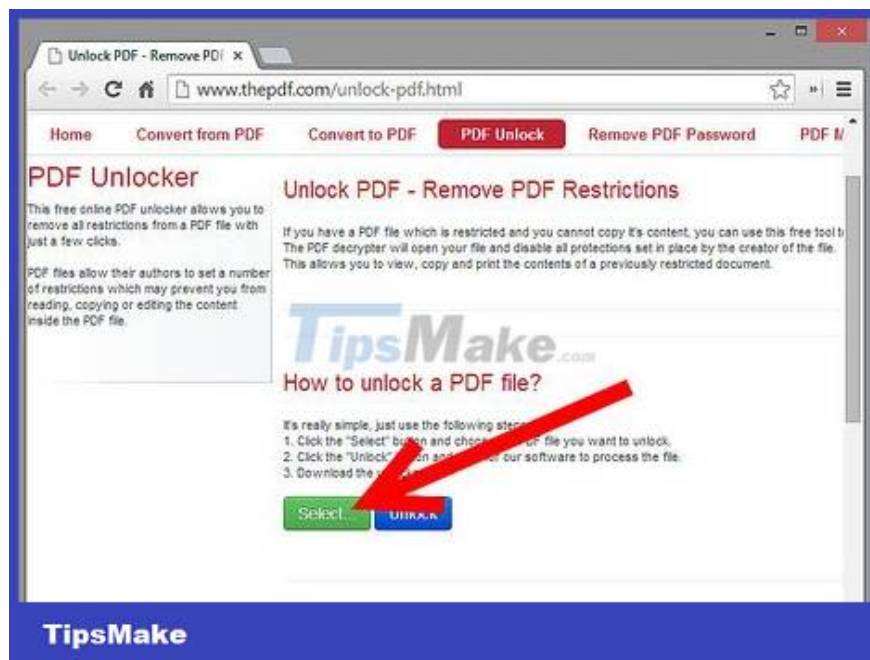 Unlock PDF - Remove PDF
www.thepdf.com/unlock-pdf.html
Home Convert from PDF Convert to PDF PDF Unlock Remove PDF Password PDF M
PDF Unlocker
This free online PDF unlocker allows you to
remove all restrictions from a PDF file with
just a few clicks.
PDF files allow their authors to set a number
of restrictions which may prevent you from
reading, copying or editing the content
inside the PDF file.
Unlock PDF - Remove PDF Restrictions
If you have a PDF file which is restricted and you cannot copy it's content, you can use this free tool t
The PDF decrypter will open your file and disable all protections set in place by the creator of the file.
This allows you to view, copy and print the contents of a previously restricted document.
TipsMake.com
How to unlock a PDF file?
It's really simple, just use the following steps
1. Click the "Select" button and choose PDF file you want to unlock.
2. Click the "Unlock" and our software to process the file.
3. Download the
Select... Unlock
TipsMake